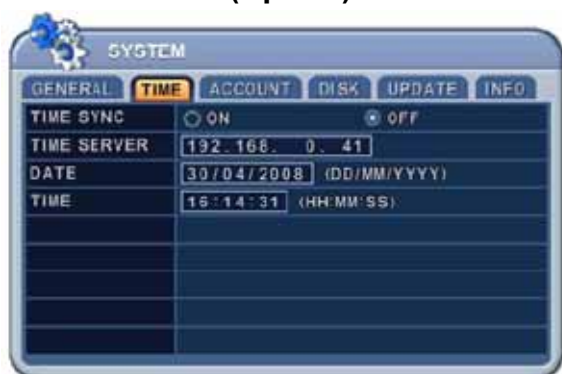 SYSTEM
GENERAL TIME ACCOUNT DISK UPDATE INFO
TIME SYNC ON OFF
TIME SERVER 192.168. 0. 41
DATE 30/04/2008 (DD/MM/YYYY)
TIME 16:14:31 (HH:MM:SS)